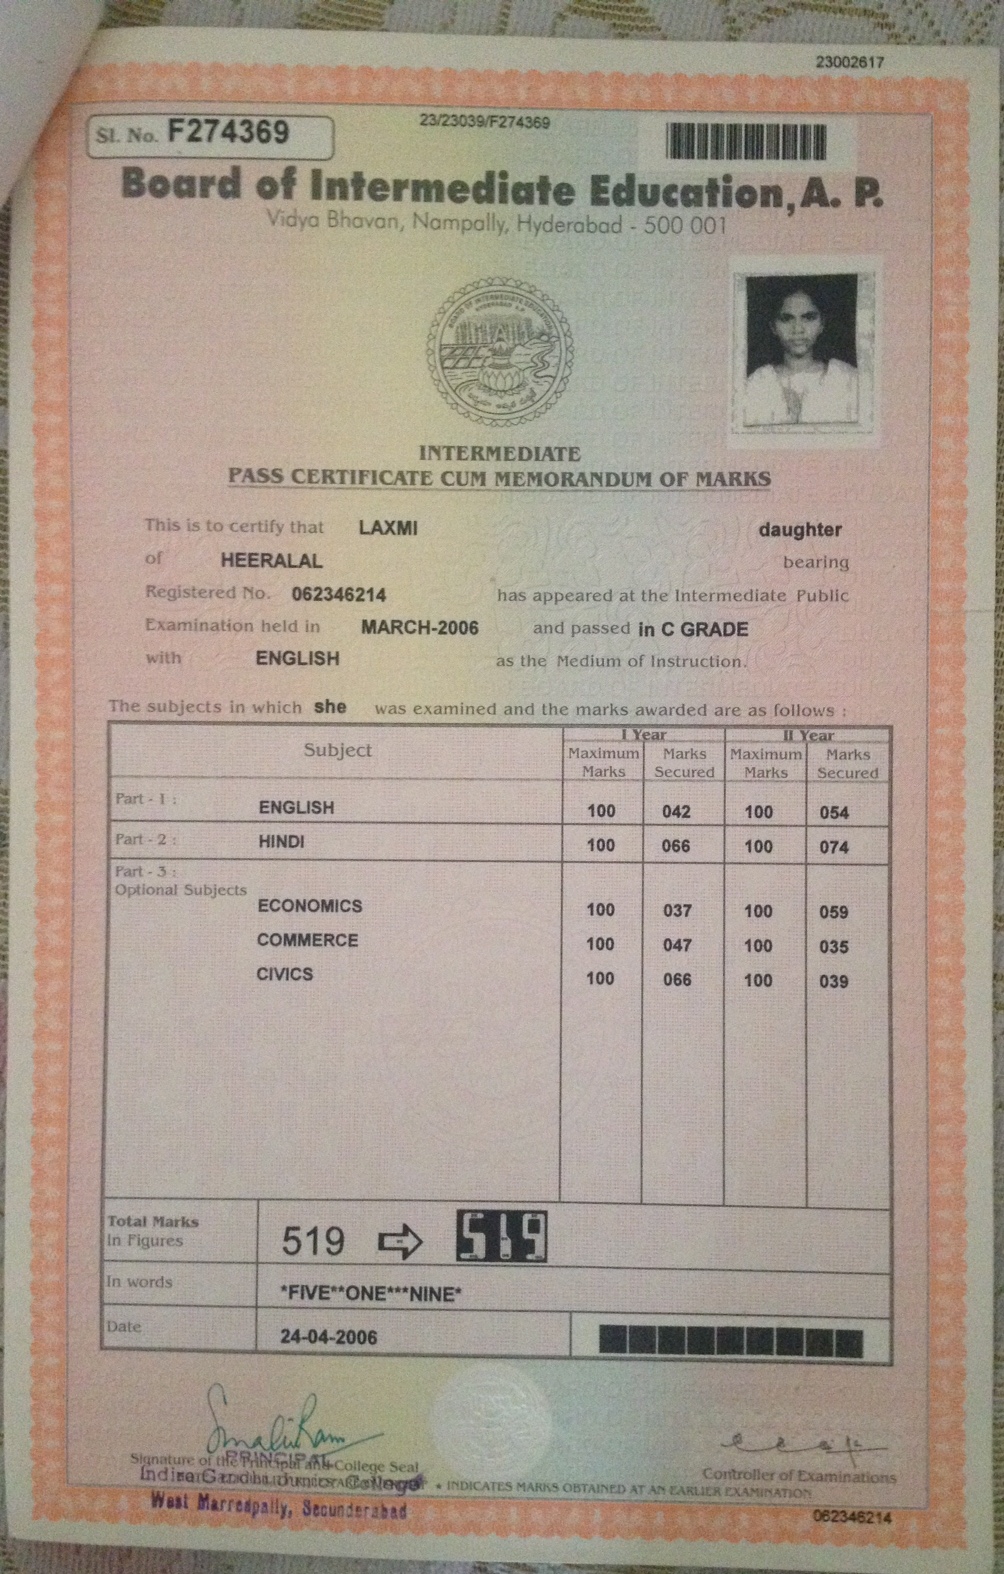 23002617
Sl. No. F274369
23/23039/F274369
Board of Intermediate Education, A. P.
Vidya Bhavan, Nampally, Hyderabad - 500 001
BOARD OF INTERMEDIATE EDUCATION
HYDERABAD A.P.
INTERMEDIATE
PASS CERTIFICATE CUM MEMORANDUM OF MARKS
This is to certify that LAXMI daughter
of HEERALAL bearing
Registered No. 062346214 has appeared at the Intermediate Public
Examination held in MARCH-2006 and passed in C GRADE
with ENGLISH as the Medium of Instruction.
The subjects in which she was examined and the marks awarded are as follows :
Subject I Year II Year
Maximum Marks Marks Secured Maximum Marks Marks Secured
Part - 1 : ENGLISH 100 042 100 054
Part - 2 : HINDI 100 066 100 074
Part - 3 :
Optional Subjects
ECONOMICS 100 037 100 059
COMMERCE 100 047 100 035
CIVICS 100 066 100 039
Total Marks
In Figures 519 519
In words *FIVE**ONE***NINE*
Date 24-04-2006
Signature of the Principal and College Seal
PRINCIPAL
Indira Gandhi Junior College
West Marredpally, Secunderabad
Controller of Examinations
* INDICATES MARKS OBTAINED AT AN EARLIER EXAMINATION
062346214